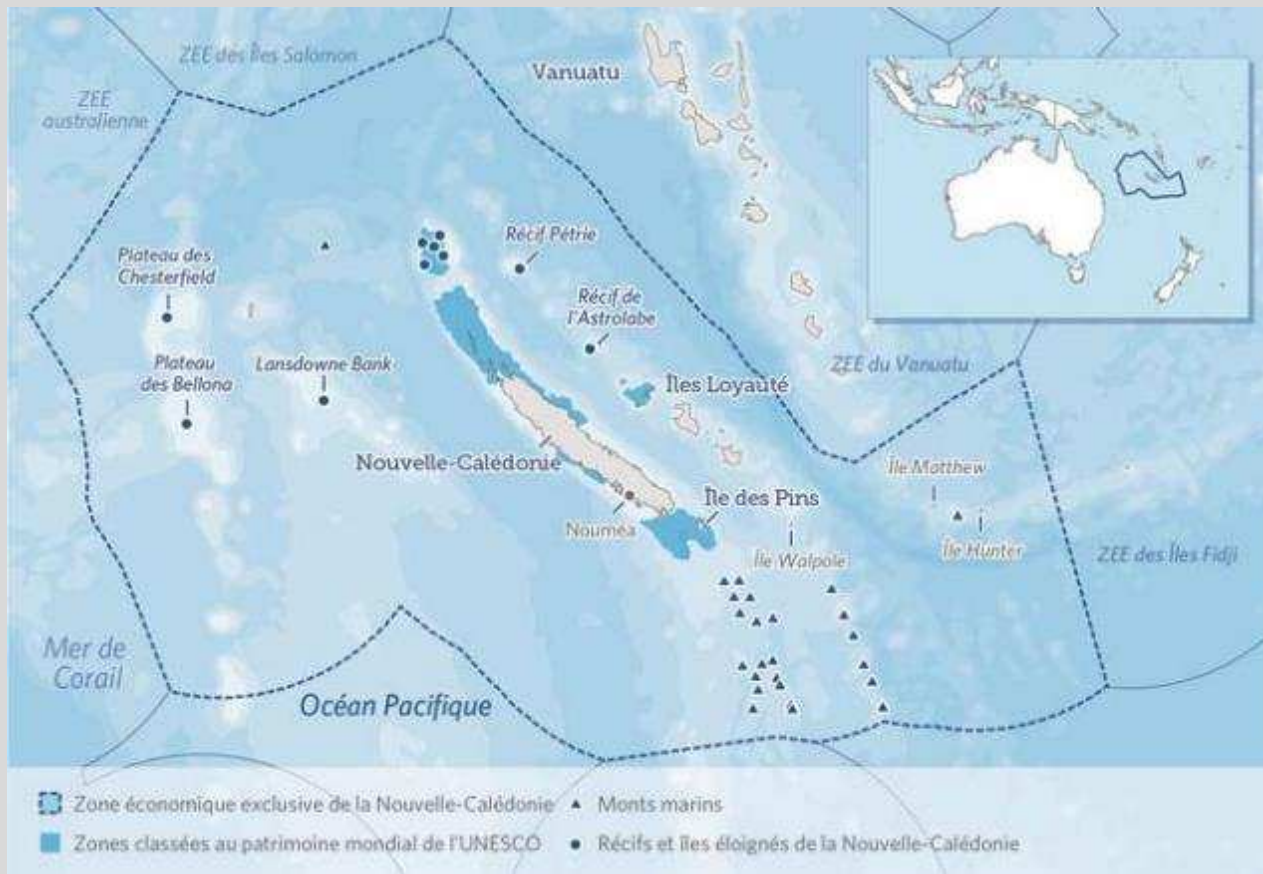 ZEE des Îles Salomon
Vanuatu
ZEE
australienne
Récif Pétrie
Plateau des
Chesterfield
Récif de
l'Astrolabe
Plateau
des Bellona
Lansdowne Bank
ZEE du Vanuatu
Îles Loyauté
Nouvelle-Calédonie
Île Matthew
Île des Pins
Nouméa
Île Walpole
Île Hunter
ZEE des Îles Fidji
Mer de
Corail
Océan Pacifique
Zone économique exclusive de la Nouvelle-Calédonie
Monts marins
Zones classées au patrimoine mondial de l'UNESCO
Récifs et îles éloignés de la Nouvelle-Calédonie